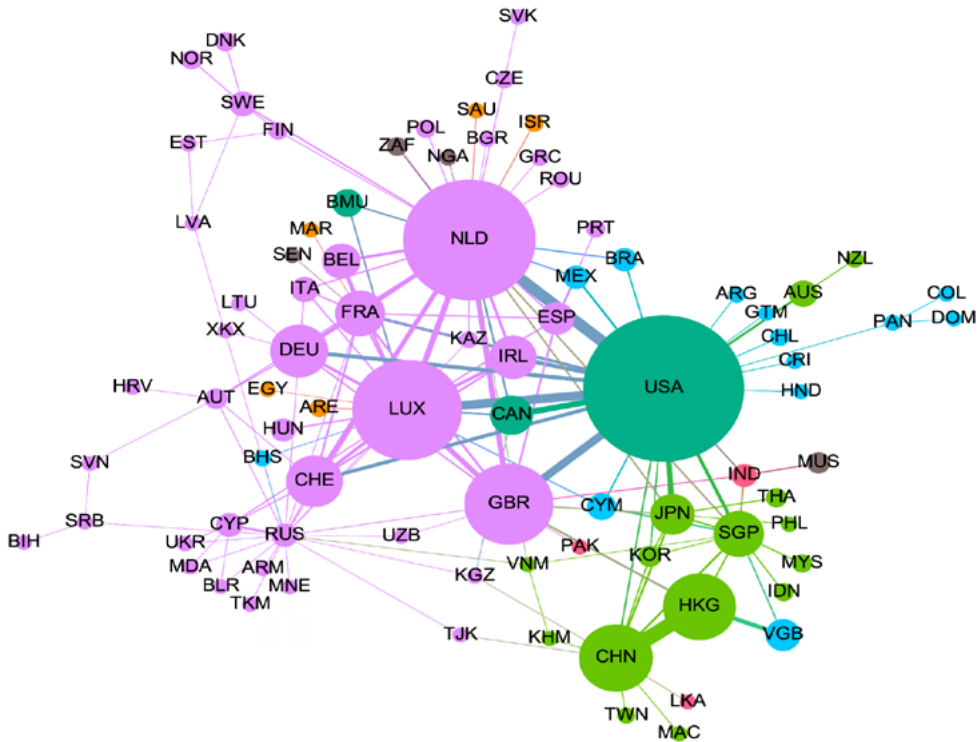 SVK
DNK
NOR
CZE
SWE
SAU
ISR
FIN
POL
BGR
EST
ZAF
NGA
GRC
ROU
BMU
LVA
MAR
PRT
NLD
SEN
BEL
BRA
NZL
MEX
ITA
ARG
AUS
COL
LTU
FRA
ESP
GTM
PAN
DOM
XKX
KAZ
CHL
DEU
IRL
CRI
HRV
EGY
USA
HND
AUT
ARE
LUX
CAN
HUN
BHS
SVN
CHE
IND
MUS
GBR
CYM
THA
SRB
CYP
RUS
JPN
SGP
PHL
BIH
UKR
UZB
PAK
KOR
MDA
ARM
VNM
MYS
BLR
MNE
KGZ
IDN
TKM
HKG
TJK
KHM
VGB
CHN
LKA
TWN
MAC